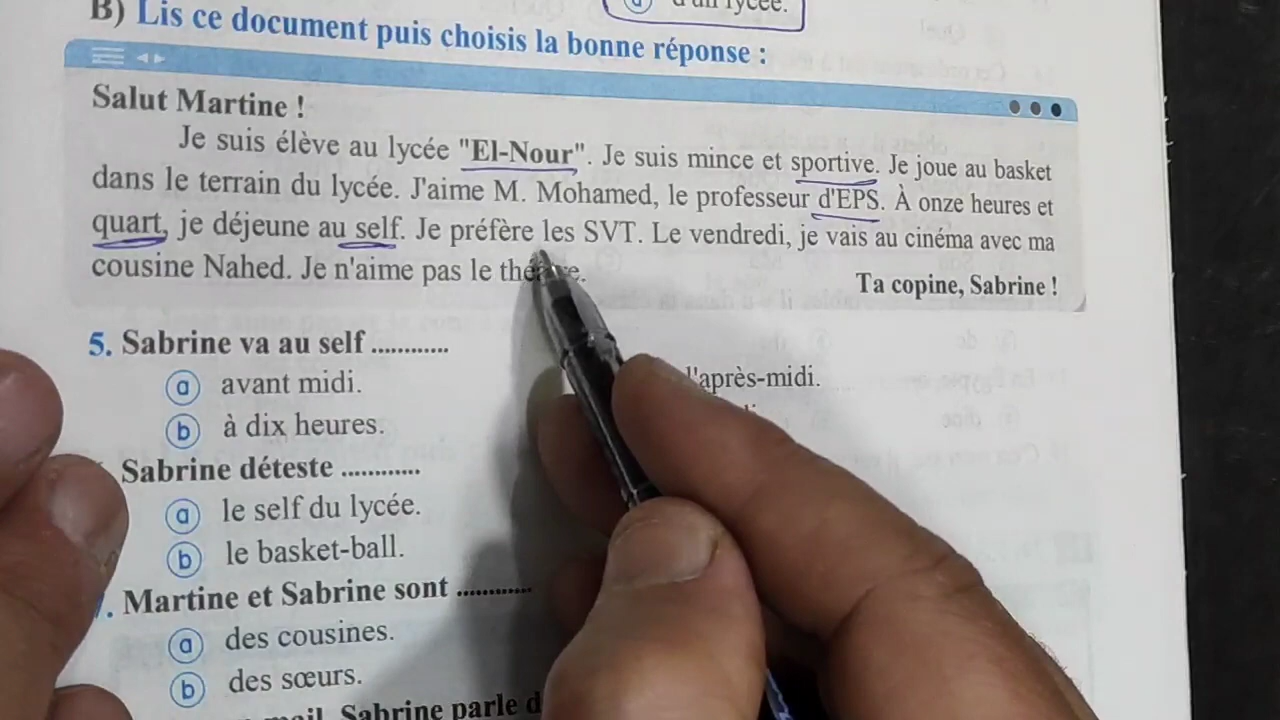 d'un lycée.
B) Lis ce document puis choisis la bonne réponse :
Salut Martine !
Je suis élève au lycée "El-Nour". Je suis mince et sportive. Je joue au basket
dans le terrain du lycée. J'aime M. Mohamed, le professeur d'EPS. À onze heures et
quart, je déjeune au self. Je préfère les SVT. Le vendredi, je vais au cinéma avec ma
cousine Nahed. Je n'aime pas le
Ta copine, Sabrine !
5. Sabrine va au self ............
a avant midi.
l'après-midi.
b à dix heures.
Sabrine déteste ............
a le self du lycée.
b le basket-ball.
. Martine et Sabrine sont ............
a des cousines.
b des sœurs.
mail, Sabrine parle d